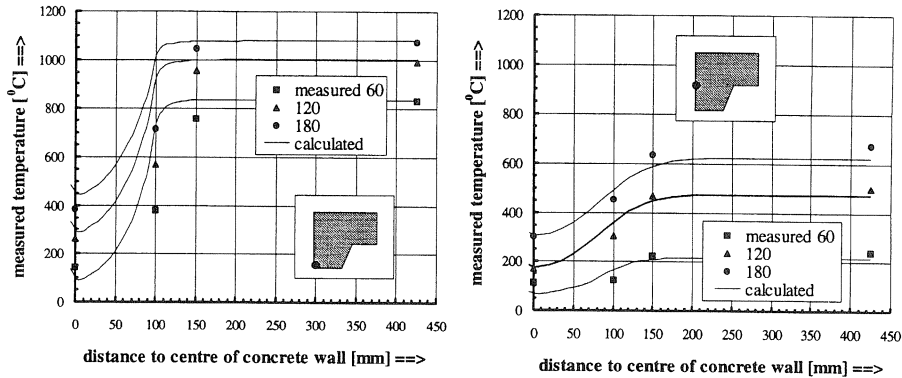 measured temperature [ ⁰C] ==>
1200
1000
800
600
400
200
0
measured 60
120
180
calculated
0 50 100 150 200 250 300 350 400 450
distance to centre of concrete wall [mm] ==>
measured temperature [ ⁰C] ==>
1200
1000
800
600
400
200
0
measured 60
120
180
calculated
0 50 100 150 200 250 300 350 400 450
distance to centre of concrete wall [mm] ==>